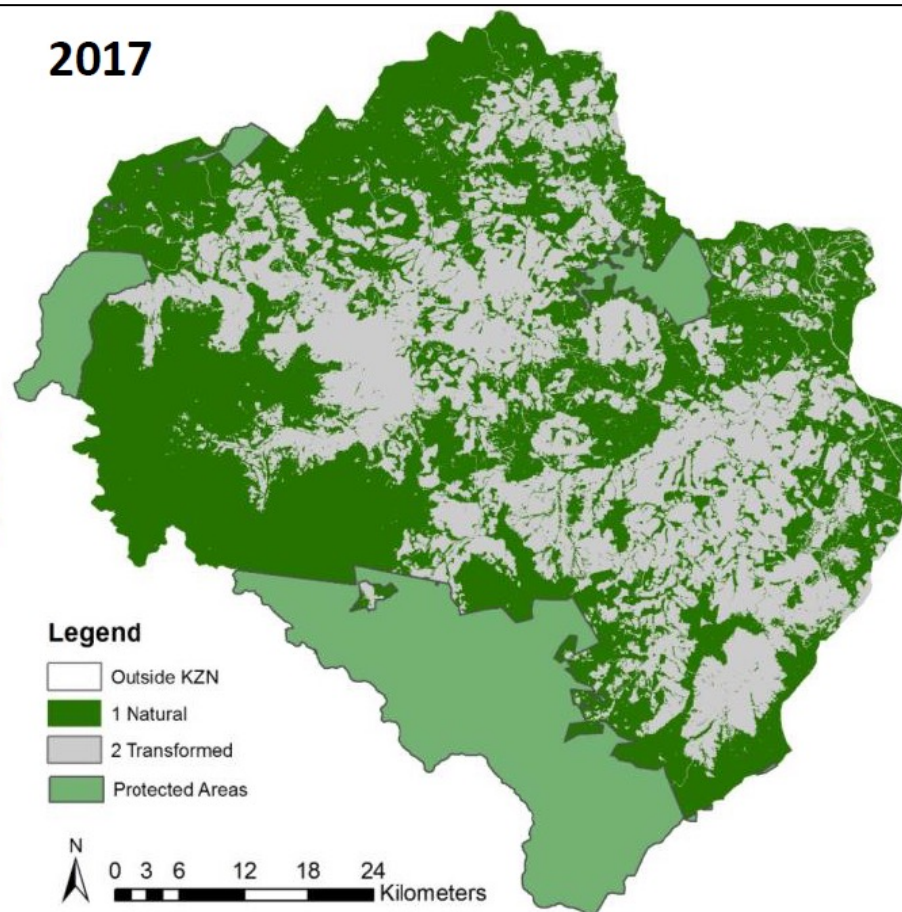 2017
Legend
Outside KZN
1 Natural
2 Transformed
Protected Areas
N
0 3 6 12 18 24
Kilometers